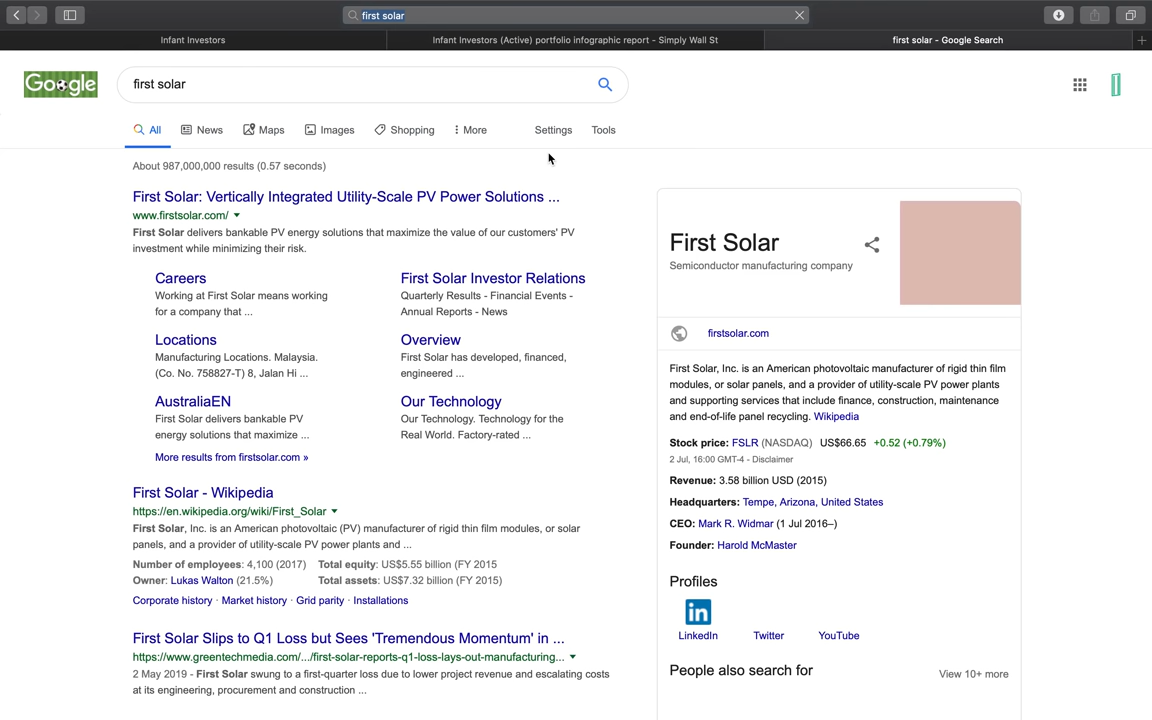 first solar
Infant Investors
Infant Investors (Active) portfolio infographic report - Simply Wall St
first solar - Google Search
Google
first solar
All
News
Maps
Images
Shopping
More
Settings
Tools
About 987,000,000 results (0.57 seconds)
First Solar: Vertically Integrated Utility-Scale PV Power Solutions ...
www.firstsolar.com/
First Solar delivers bankable PV energy solutions that maximize the value of our customers' PV
investment while minimizing their risk.
Careers
Working at First Solar means working
for a company that ...
First Solar Investor Relations
Quarterly Results - Financial Events -
Annual Reports - News
Locations
Manufacturing Locations. Malaysia.
(Co. No. 758827-T) 8, Jalan Hi ...
Overview
First Solar has developed, financed,
engineered ...
AustraliaEN
First Solar delivers bankable PV
energy solutions that maximize ...
Our Technology
Our Technology. Technology for the
Real World. Factory-rated ...
More results from firstsolar.com »
First Solar - Wikipedia
https://en.wikipedia.org/wiki/First_Solar
First Solar, Inc. is an American photovoltaic (PV) manufacturer of rigid thin film modules, or solar
panels, and a provider of utility-scale PV power plants and ...
Number of employees: 4,100 (2017) Total equity: US$5.55 billion (FY 2015
Owner: Lukas Walton (21.5%) Total assets: US$7.32 billion (FY 2015)
Corporate history · Market history · Grid parity · Installations
First Solar Slips to Q1 Loss but Sees 'Tremendous Momentum' in ...
https://www.greentechmedia.com/.../first-solar-reports-q1-loss-lays-out-manufacturing...
2 May 2019 - First Solar swung to a first-quarter loss due to lower project revenue and escalating costs
at its engineering, procurement and construction ...
First Solar
Semiconductor manufacturing company
firstsolar.com
First Solar, Inc. is an American photovoltaic manufacturer of rigid thin film
modules, or solar panels, and a provider of utility-scale PV power plants
and supporting services that include finance, construction, maintenance
and end-of-life panel recycling. Wikipedia
Stock price: FSLR (NASDAQ) US$66.65 +0.52 (+0.79%)
2 Jul, 16:00 GMT-4 - Disclaimer
Revenue: 3.58 billion USD (2015)
Headquarters: Tempe, Arizona, United States
CEO: Mark R. Widmar (1 Jul 2016–)
Founder: Harold McMaster
Profiles
in
LinkedIn
Twitter
YouTube
People also search for
View 10+ more